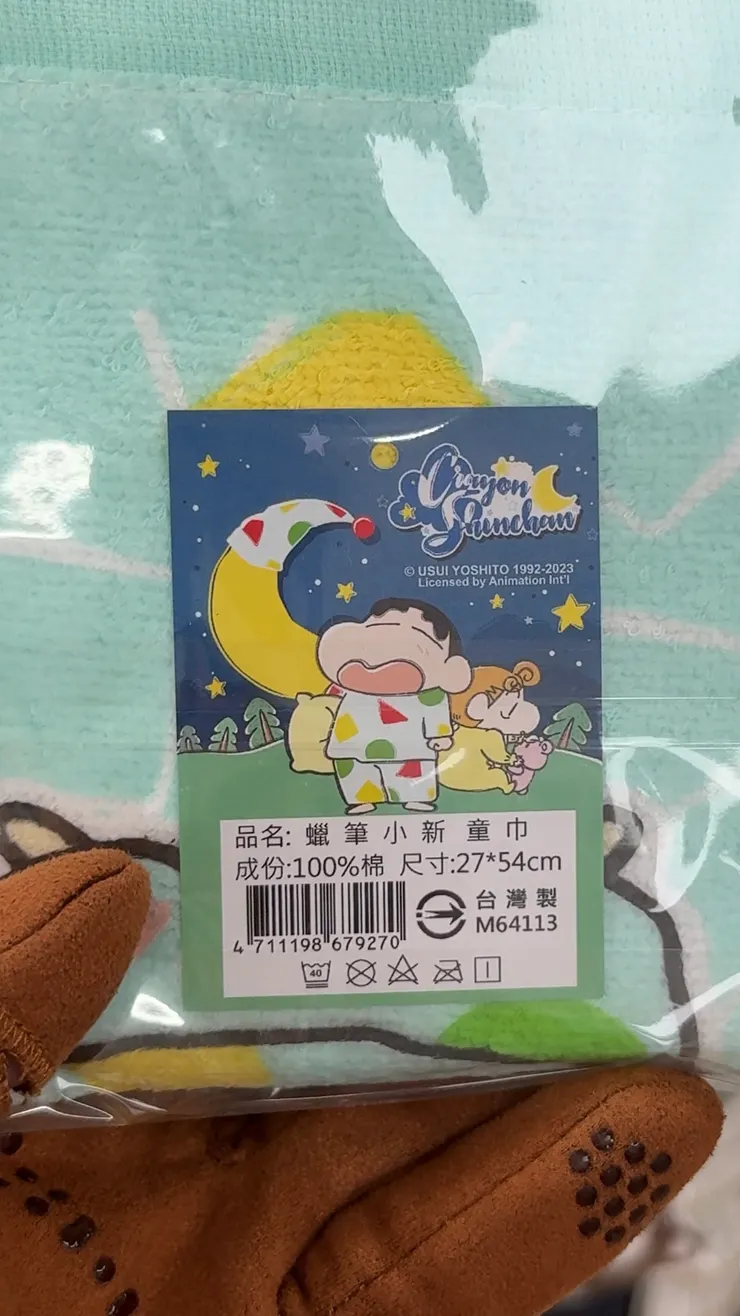 Crayon
Shinchan
© USUI YOSHITO 1992-2023
Licensed by Animation Int'l
品名: 蠟筆小新童巾
成份:100%棉 尺寸:27*54cm
4 711198 679270
台灣製
M64113
40